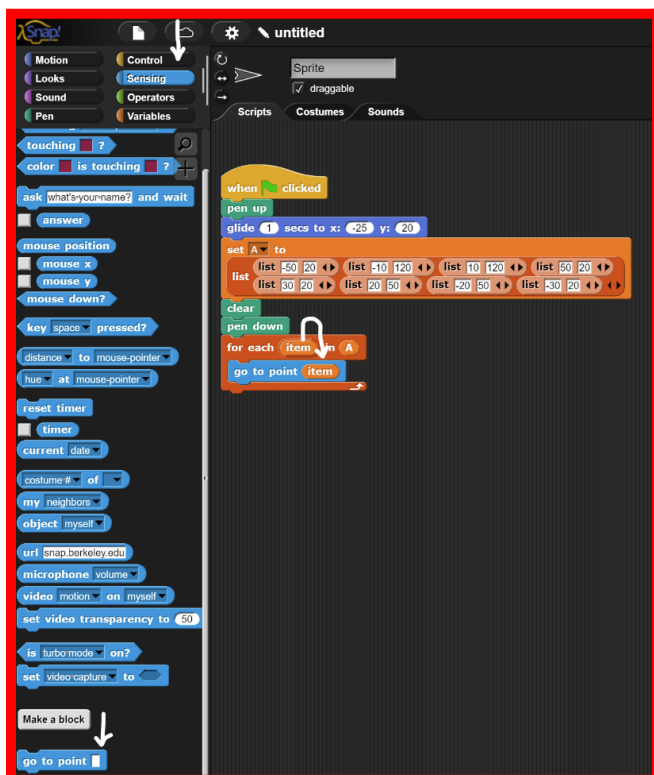 λSnap!
untitled
Motion Control
Looks Sensing
Sound Operators
Pen Variables
Sprite
draggable
Scripts Costumes Sounds
touching ?
color is touching ?
ask what's·your·name? and wait
answer
mouse position
mouse x
mouse y
mouse down?
key space pressed?
distance to mouse-pointer
hue at mouse-pointer
reset timer
timer
current date
costume·# of
my neighbors
object myself
url snap.berkeley.edu
microphone volume
video motion on myself
set video transparency to 50
is turbo·mode on?
set video·capture to
Make a block
go to point
when clicked
pen up
glide 1 secs to x: -25 y: 20
set A to
list list -50 20 list -10 120 list 10 120 list 50 20
list 30 20 list 20 50 list -20 50 list -30 20
clear
pen down
for each item in A
go to point item